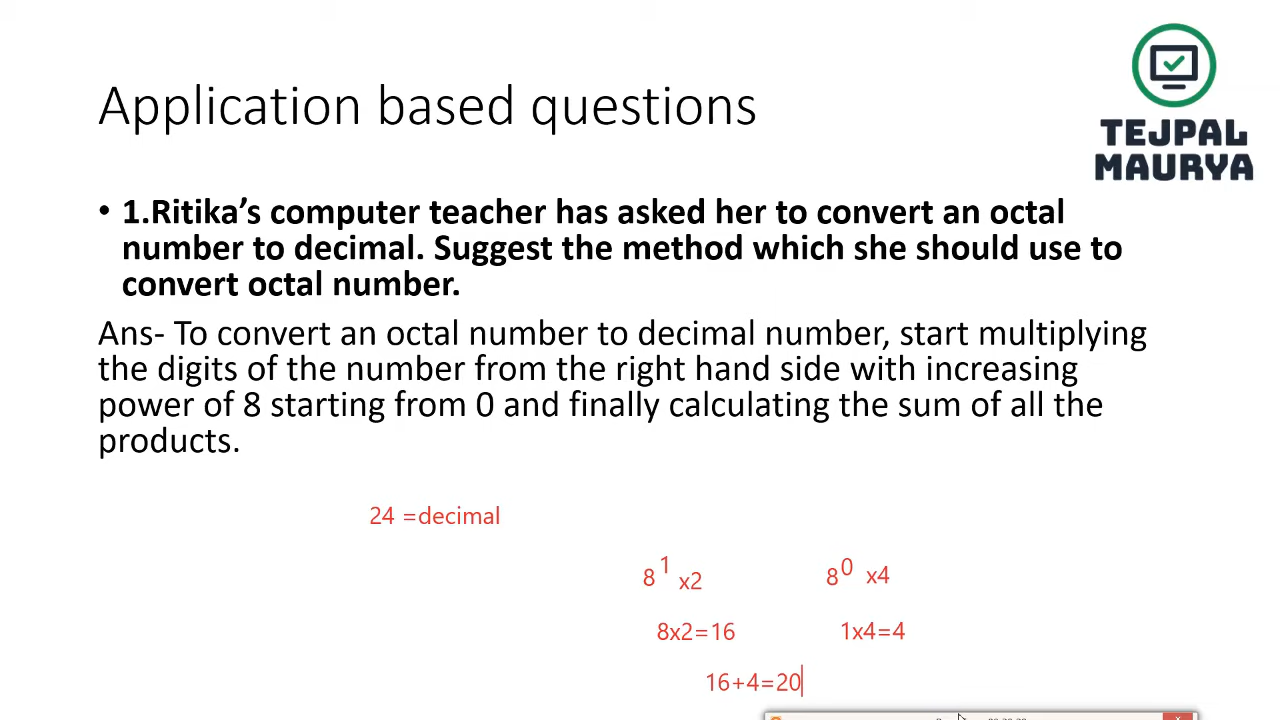 Application based questions
TEJPAL
MAURYA
• 1.Ritika’s computer teacher has asked her to convert an octal
number to decimal. Suggest the method which she should use to
convert octal number.
Ans- To convert an octal number to decimal number, start multiplying
the digits of the number from the right hand side with increasing
power of 8 starting from 0 and finally calculating the sum of all the
products.
24 =decimal
8 1 x2 8 0 x4
8x2=16 1x4=4
16+4=20